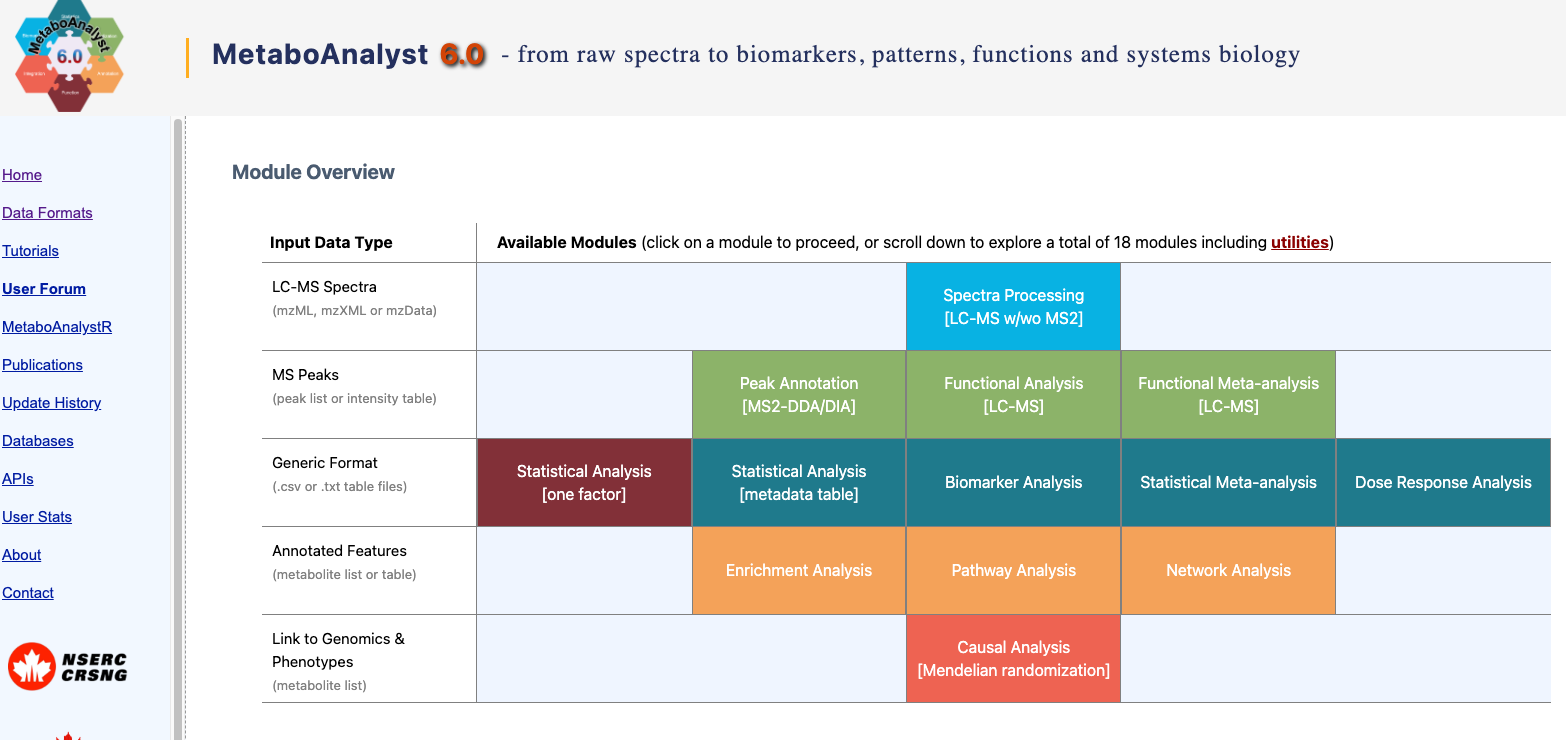 MetaboAnalyst
6.0
Integration
Annotation
Function
MetaboAnalyst 6.0 - from raw spectra to biomarkers, patterns, functions and systems biology
Home
Data Formats
Tutorials
User Forum
MetaboAnalystR
Publications
Update History
Databases
APIs
User Stats
About
Contact
NSERC
CRSNG
Module Overview
Input Data Type
Available Modules (click on a module to proceed, or scroll down to explore a total of 18 modules including utilities)
LC-MS Spectra
(mzML, mzXML or mzData)
Spectra Processing
[LC-MS w/wo MS2]
MS Peaks
(peak list or intensity table)
Peak Annotation
[MS2-DDA/DIA]
Functional Analysis
[LC-MS]
Functional Meta-analysis
[LC-MS]
Generic Format
(.csv or .txt table files)
Statistical Analysis
[one factor]
Statistical Analysis
[metadata table]
Biomarker Analysis
Statistical Meta-analysis
Dose Response Analysis
Annotated Features
(metabolite list or table)
Enrichment Analysis
Pathway Analysis
Network Analysis
Link to Genomics &
Phenotypes
(metabolite list)
Causal Analysis
[Mendelian randomization]